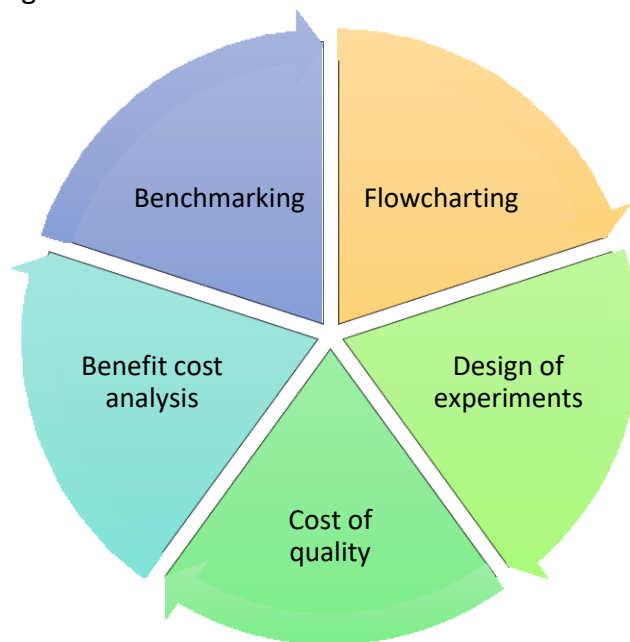 Benchmarking
Flowcharting
Benefit cost
analysis
Design of
experiments
Cost of
quality